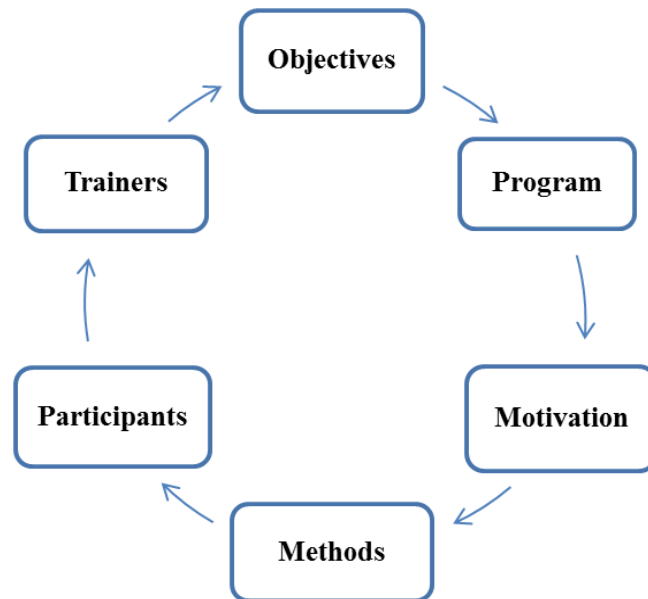 Objectives
Program
Motivation
Methods
Participants
Trainers